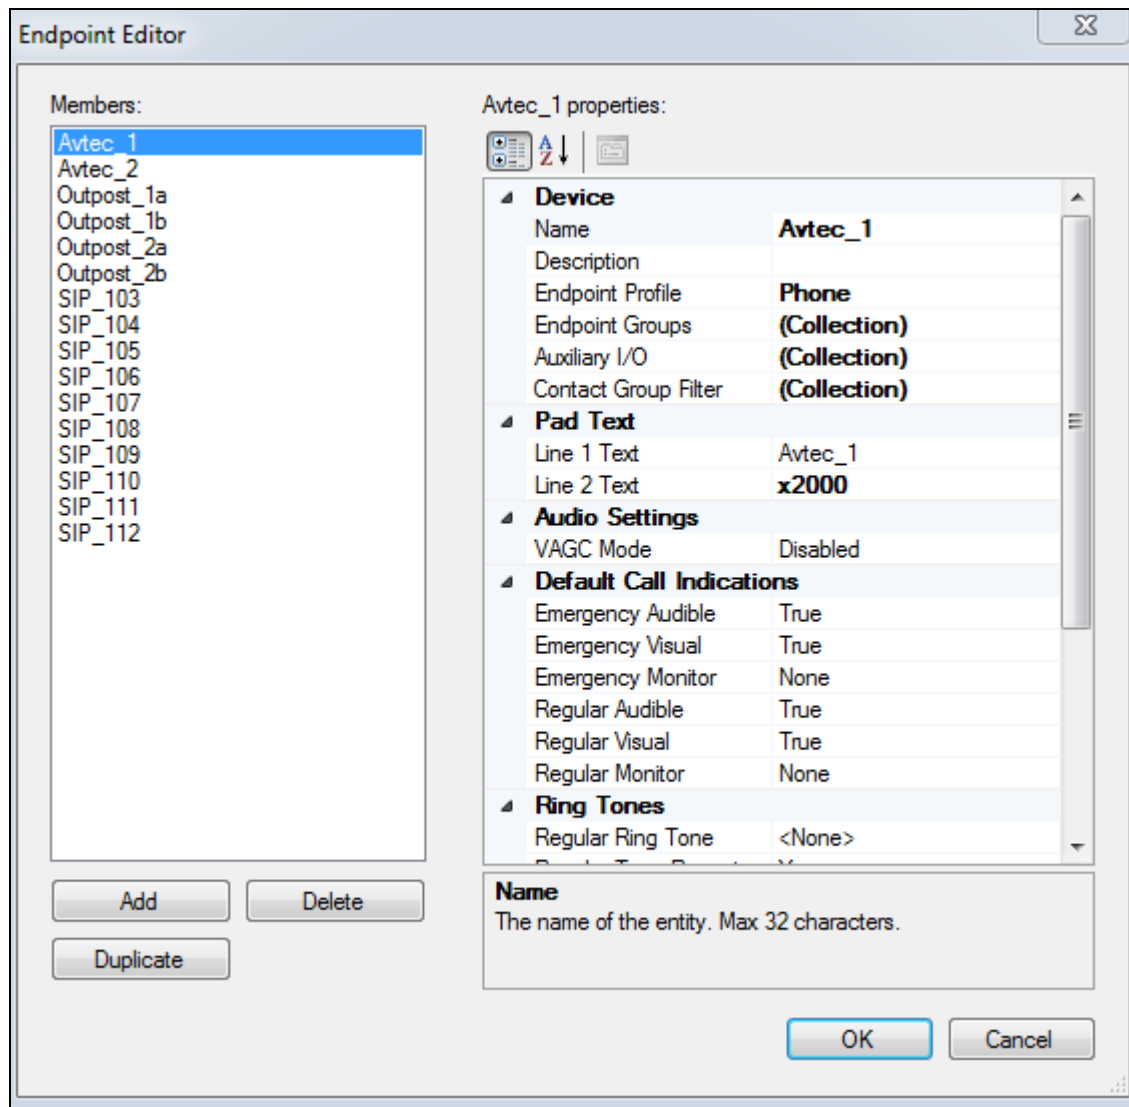 Endpoint Editor
Members:
Avtec_1
Avtec_2
Outpost_1a
Outpost_1b
Outpost_2a
Outpost_2b
SIP_103
SIP_104
SIP_105
SIP_106
SIP_107
SIP_108
SIP_109
SIP_110
SIP_111
SIP_112
Add Delete
Duplicate
Avtec_1 properties:
Device
Name Avtec_1
Description
Endpoint Profile Phone
Endpoint Groups (Collection)
Auxiliary I/O (Collection)
Contact Group Filter (Collection)
Pad Text
Line 1 Text Avtec_1
Line 2 Text x2000
Audio Settings
VAGC Mode Disabled
Default Call Indications
Emergency Audible True
Emergency Visual True
Emergency Monitor None
Regular Audible True
Regular Visual True
Regular Monitor None
Ring Tones
Regular Ring Tone <None>
Name
The name of the entity. Max 32 characters.
OK Cancel